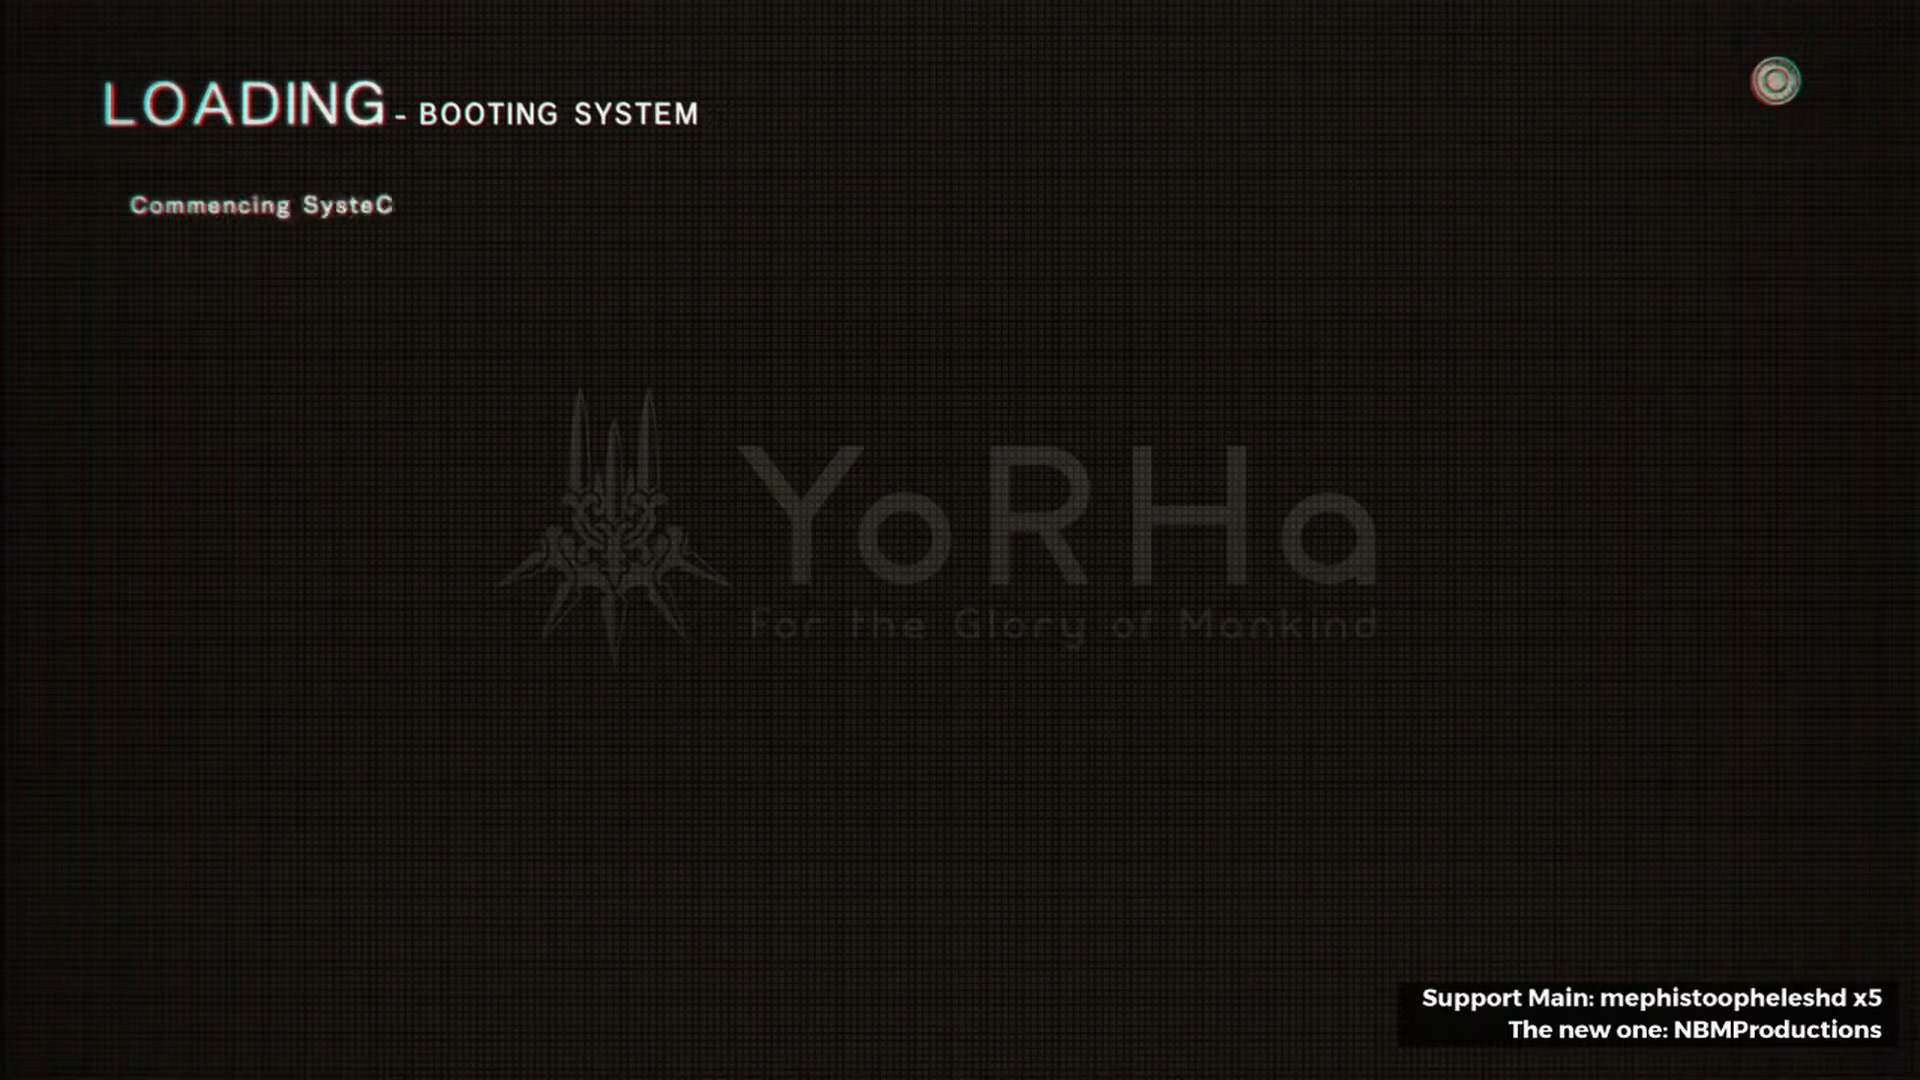 LOADING - BOOTING SYSTEM
Commencing SysteC
YoRHa
For the Glory of Mankind
Support Main: mephistoopheleshd x5
The new one: NBMProductions